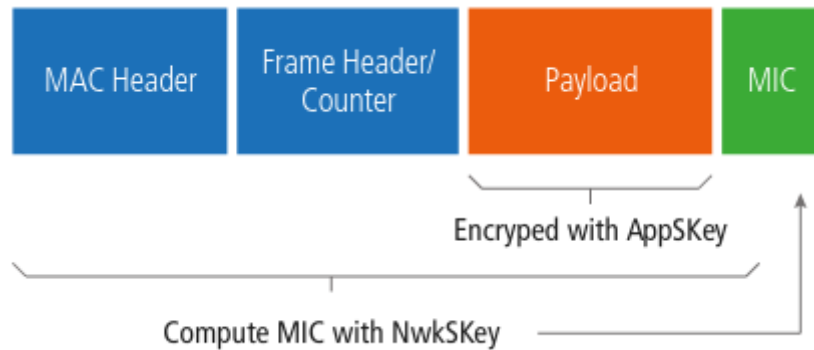 MAC Header
Frame Header/
Counter
Payload
MIC
Encryped with AppSKey
Compute MIC with NwkSKey